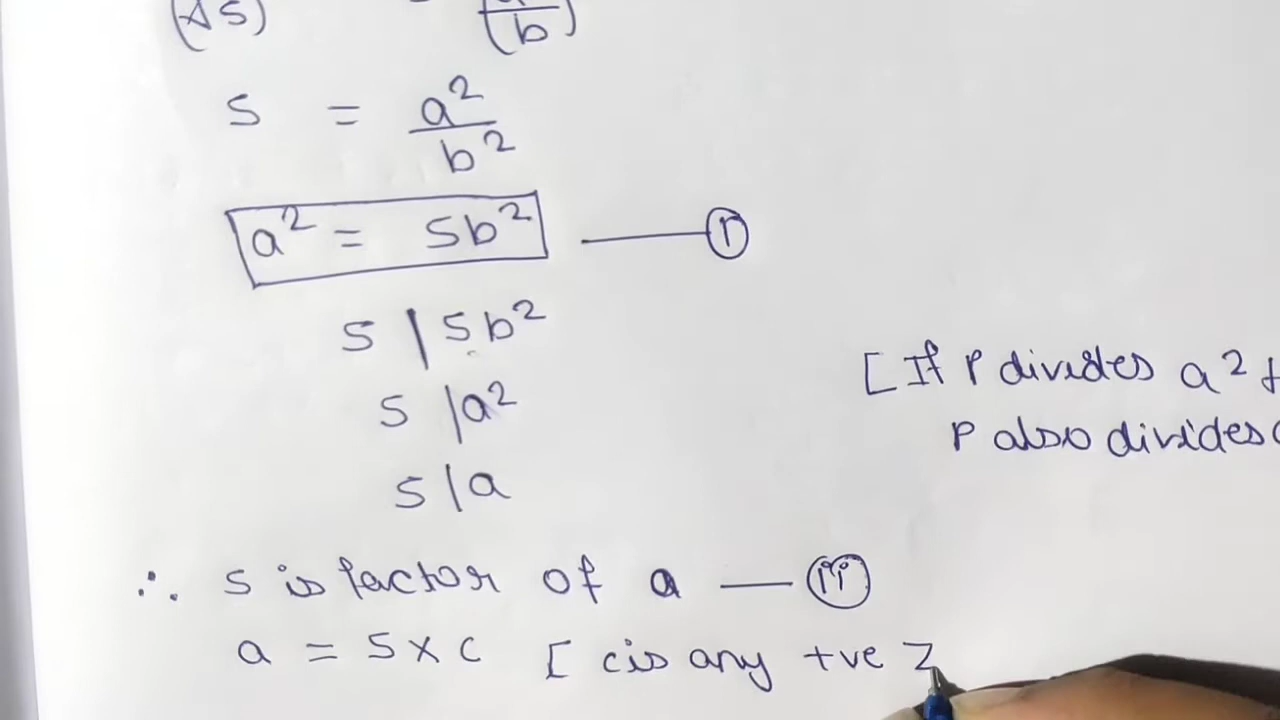 (√5) (b)
5 = a²/b²
a² = 5b² —— (i)
5 | 5b²
5 | a²
[If P divides a²
5 | a
P also divides
∴ 5 is factor of a — (ii)
a = 5 × c [ c is any +ve Z